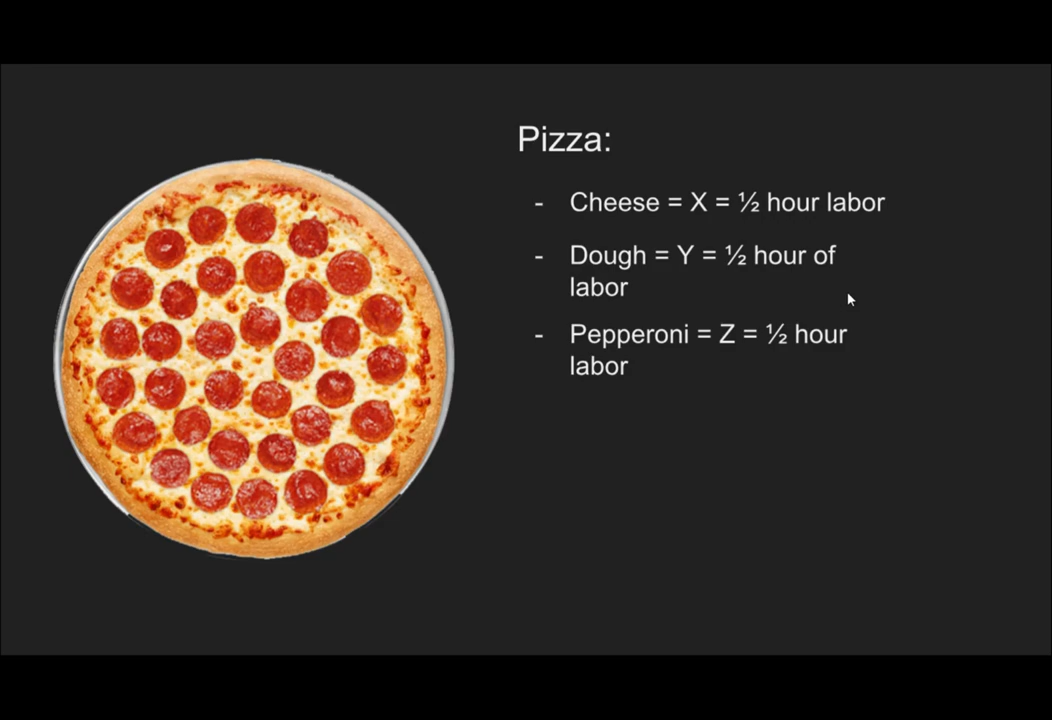 Pizza:
- Cheese = X = ½ hour labor
- Dough = Y = ½ hour of
labor
- Pepperoni = Z = ½ hour
labor